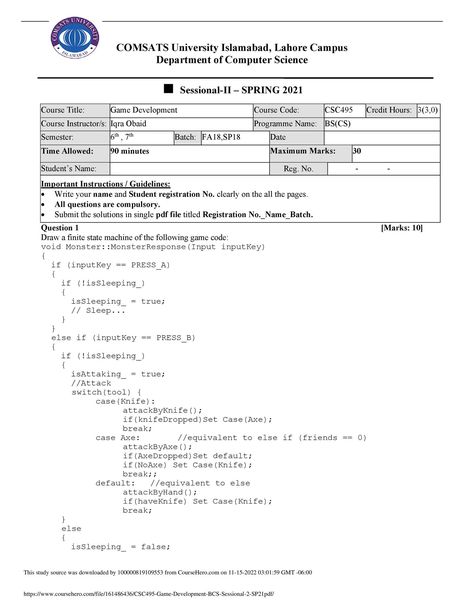 COMSATS UNIVERSITY
ISLAMABAD
COMSATS University Islamabad, Lahore Campus
Department of Computer Science
■ Sessional-II – SPRING 2021
Course Title: Game Development Course Code: CSC495 Credit Hours: 3(3,0)
Course Instructor/s: Iqra Obaid Programme Name: BS(CS)
Semester: 6th , 7th Batch: FA18,SP18 Date
Time Allowed: 90 minutes Maximum Marks: 30
Student's Name: Reg. No. - -
Important Instructions / Guidelines:
• Write your name and Student registration No. clearly on the all the pages.
• All questions are compulsory.
• Submit the solutions in single pdf file titled Registration No._Name_Batch.
Question 1 [Marks: 10]
Draw a finite state machine of the following game code:
void Monster::MonsterResponse(Input inputKey)
{
if (inputKey == PRESS_A)
{
if (!isSleeping_)
{
isSleeping_ = true;
// Sleep...
}
}
else if (inputKey == PRESS_B)
{
if (!isSleeping_)
{
isAttaking_ = true;
//Attack
switch(tool) {
case(Knife):
attackByKnife();
if(knifeDropped)Set Case(Axe);
break;
case Axe: //equivalent to else if (friends == 0)
attackByAxe();
if(AxeDropped)Set default;
if(NoAxe) Set Case(Knife);
break;;
default: //equivalent to else
attackByHand();
if(haveKnife) Set Case(Knife);
break;
}
else
{
isSleeping_ = false;
This study source was downloaded by 100000819109553 from CourseHero.com on 11-15-2022 03:01:59 GMT -06:00
https://www.coursehero.com/file/161486436/CSC495-Game-Development-BCS-Sessional-2-SP21pdf/